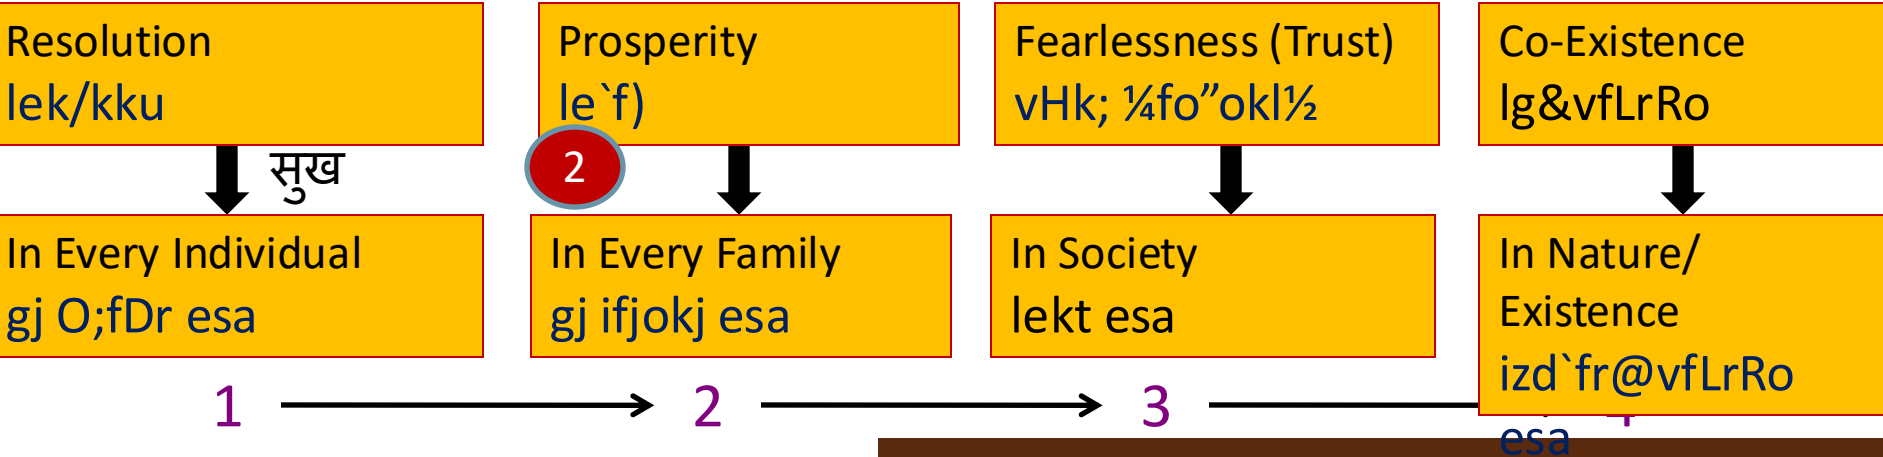 Resolution
lek/kku
Prosperity
le`f)
Fearlessness (Trust)
vHk; ¼fo”okl½
Co-Existence
lg&vfLrRo
सुख
2
In Every Individual
gj O;fDr esa
In Every Family
gj ifjokj esa
In Society
lekt esa
In Nature/
Existence
izd`fr@vfLrRo
esa
1
2
3
4